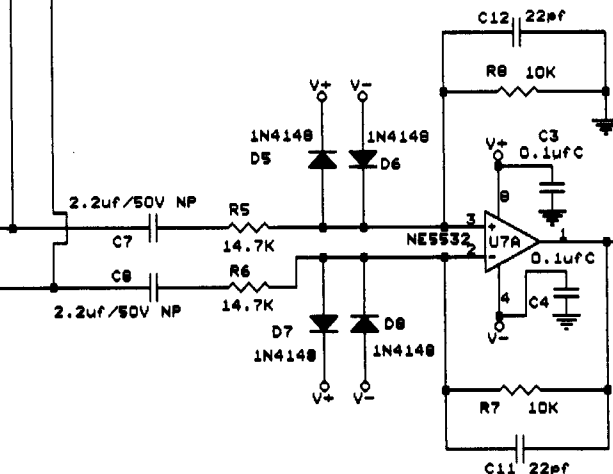 C12 22pf
R8 10K
V+ V-
V+
C3
0.1µfC
1N4148 1N4148
D5 D6
8
2.2uf/50V NP
R5
3
+
1
C7
14.7K
NE5532
U7A
2
-
0.1ufC
C8
R6
14.7K
4
C4
2.2uf/50V NP
D7 D8
V-
1N4148 1N4148
V+ V-
R7 10K
C11 22pf